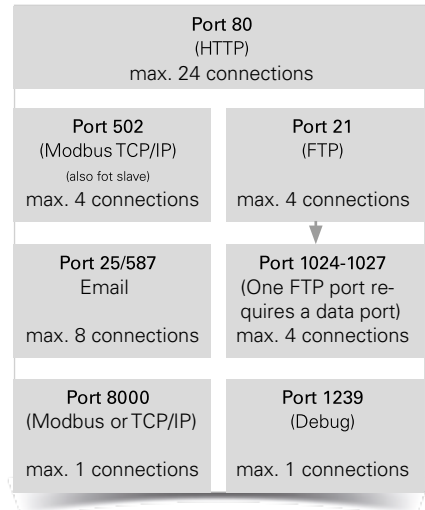 Port 80
(HTTP)
max. 24 connections
Port 502
(Modbus TCP/IP)
(also fot slave)
max. 4 connections
Port 21
(FTP)
max. 4 connections
Port 25/587
Email
max. 8 connections
Port 1024-1027
(One FTP port re-
quires a data port)
max. 4 connections
Port 8000
(Modbus or TCP/IP)
max. 1 connections
Port 1239
(Debug)
max. 1 connections